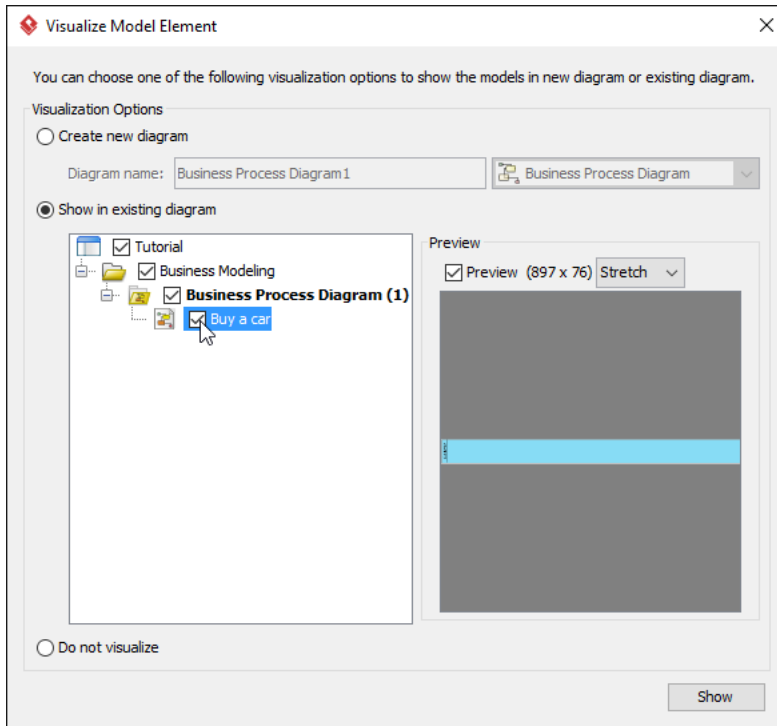 Visualize Model Element
You can choose one of the following visualization options to show the models in new diagram or existing diagram.
Visualization Options
Create new diagram
Diagram name: Business Process Diagram1 Business Process Diagram
Show in existing diagram
Tutorial
Business Modeling
Business Process Diagram (1)
Buy a car
Preview
Preview (897 x 76) Stretch
Do not visualize
Show